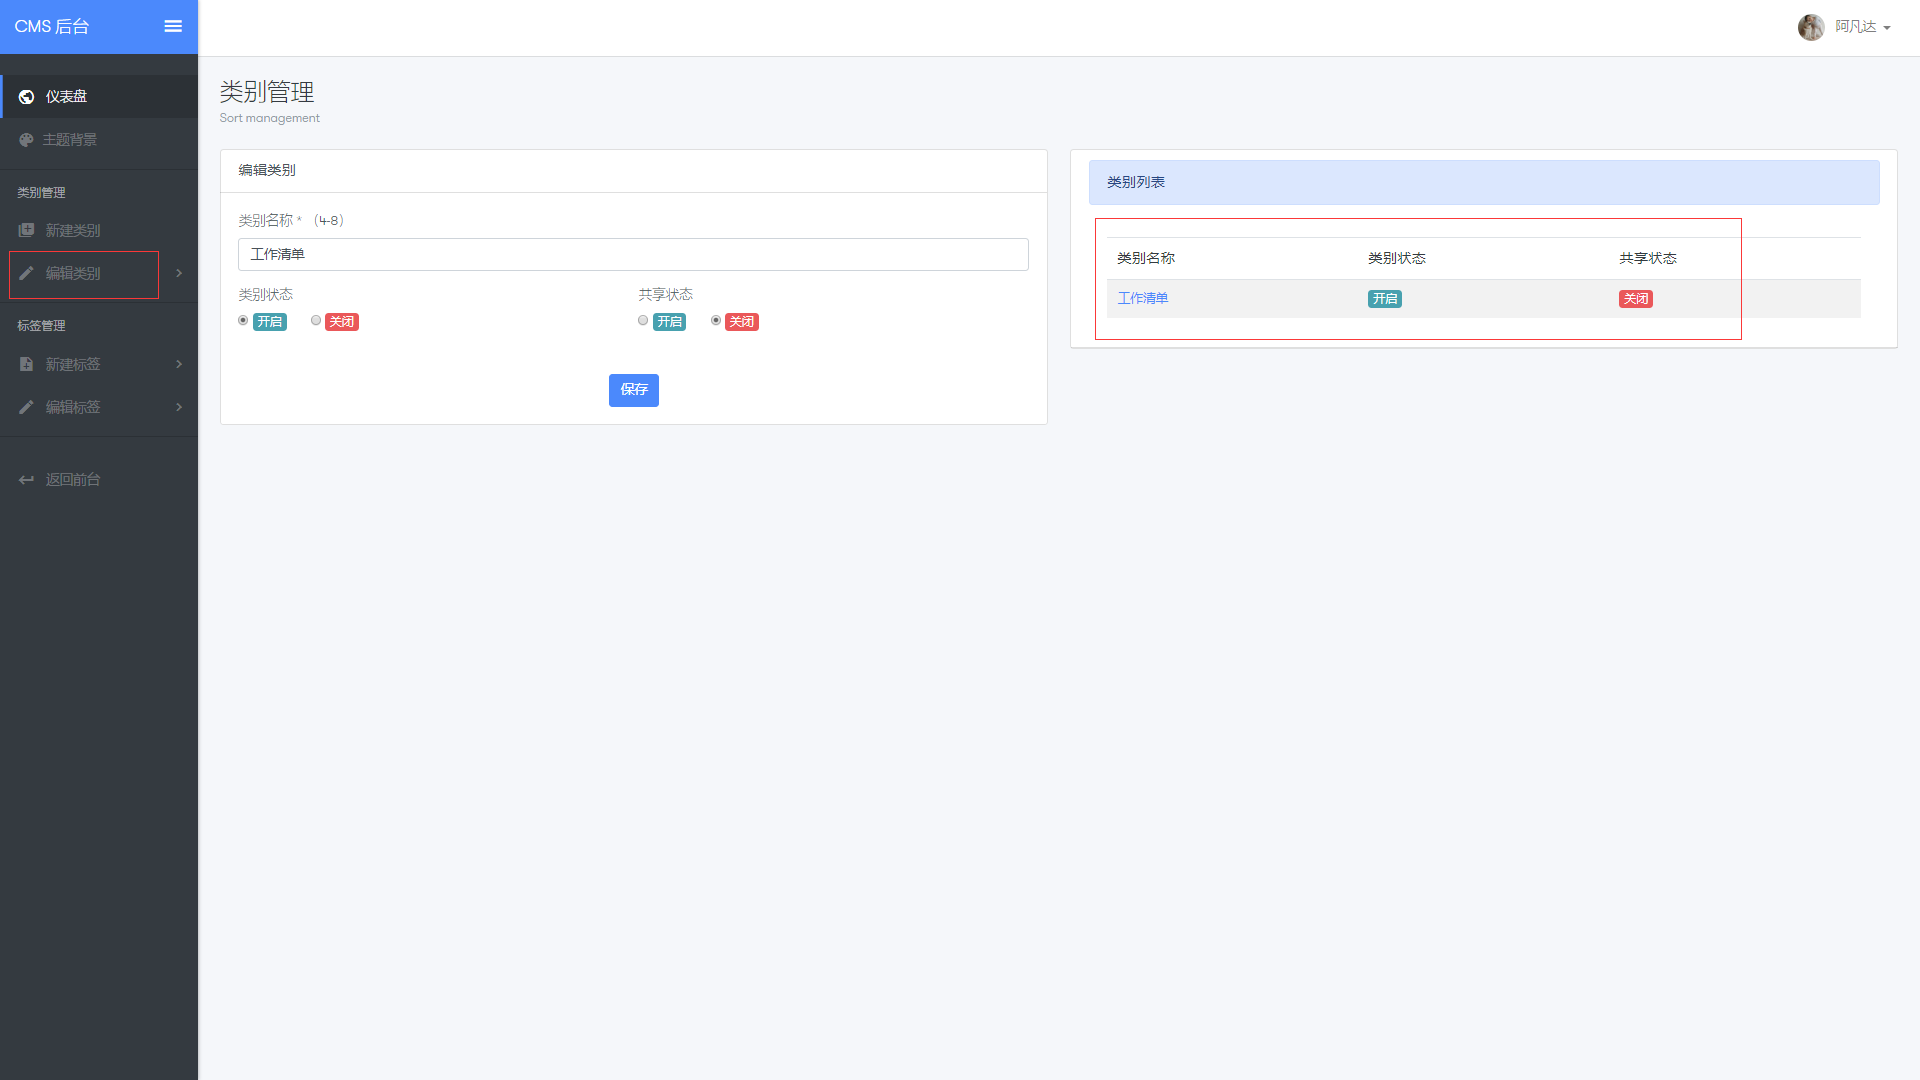 CMS 后台
阿凡达
仪表盘
主题背景
类别管理
新建类别
编辑类别
标签管理
新建标签
编辑标签
返回前台
类别管理
Sort management
编辑类别
类别名称 * （4-8）
工作清单
类别状态
开启 关闭
共享状态
开启 关闭
保存
类别列表
类别名称 类别状态 共享状态
工作清单 开启 关闭